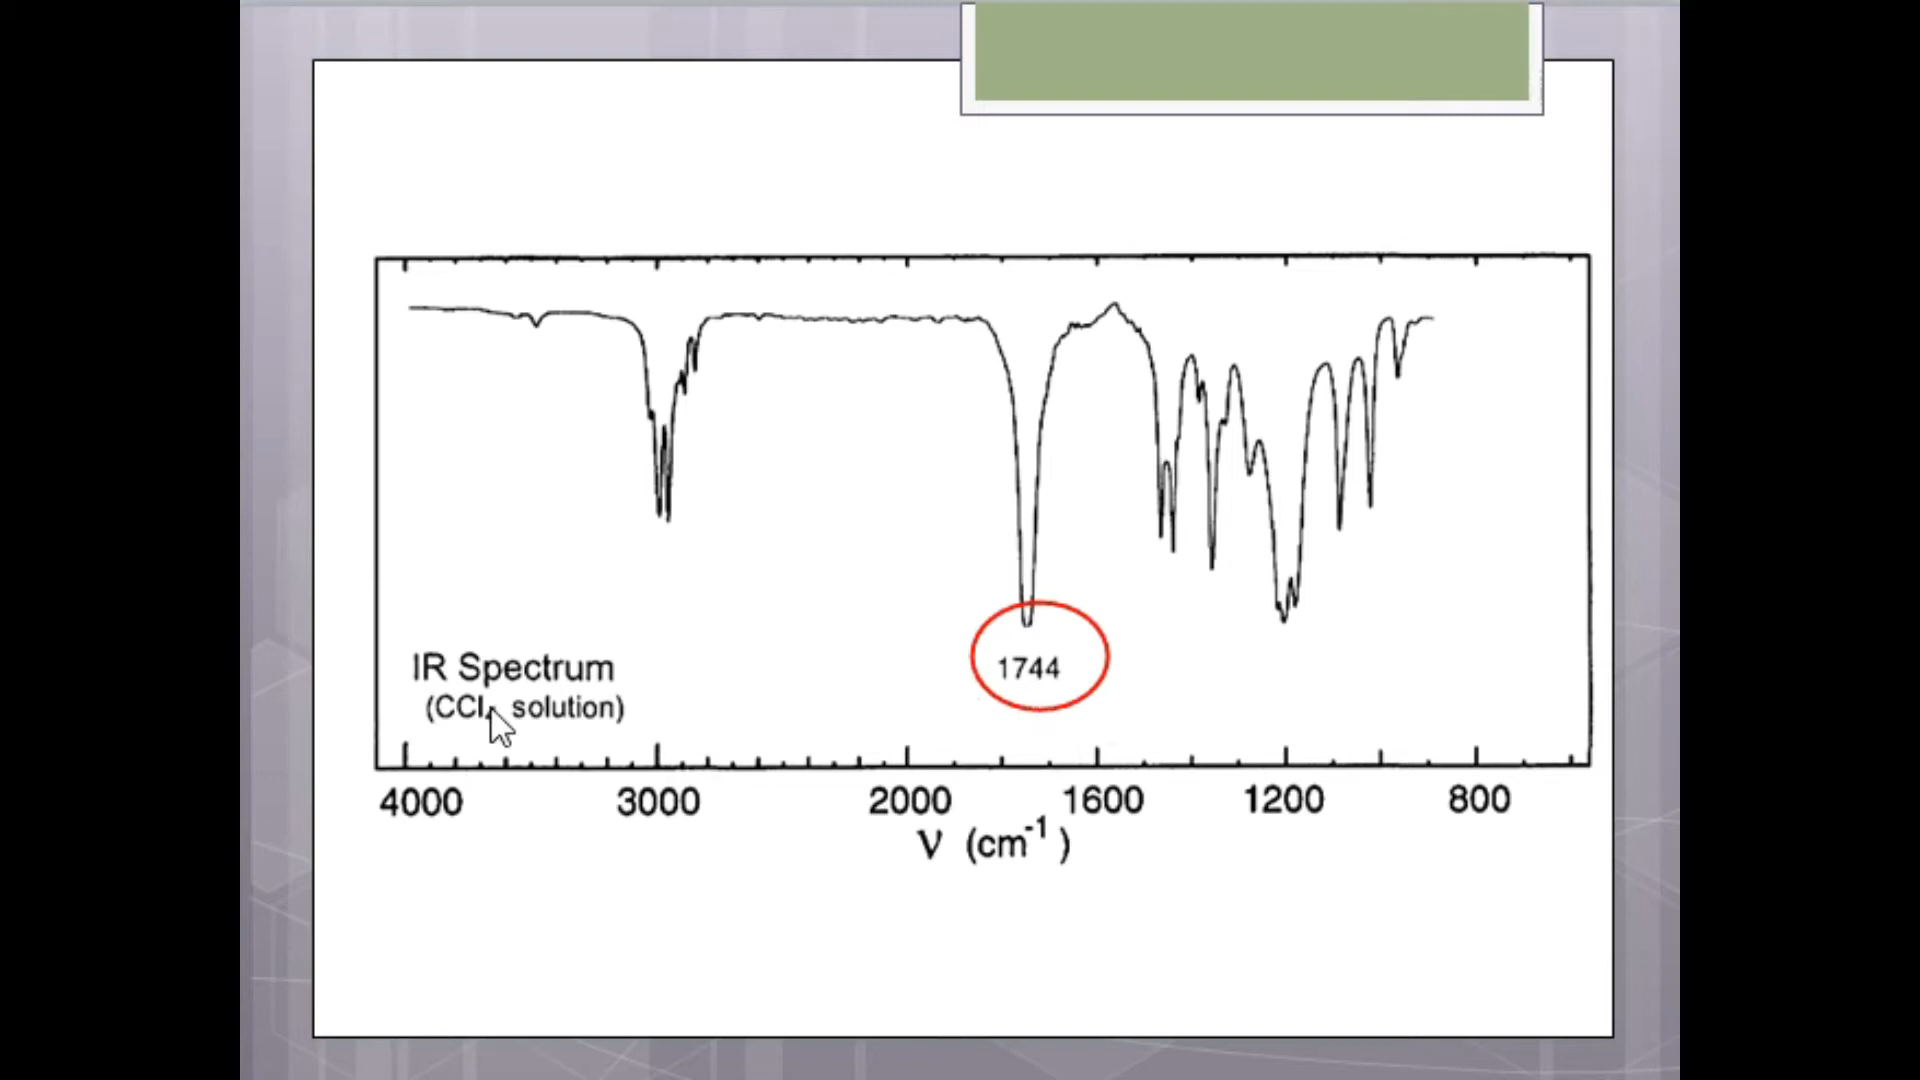 1744
IR Spectrum
(CCl4 solution)
4000 3000 2000 1600 1200 800
ν (cm-1)